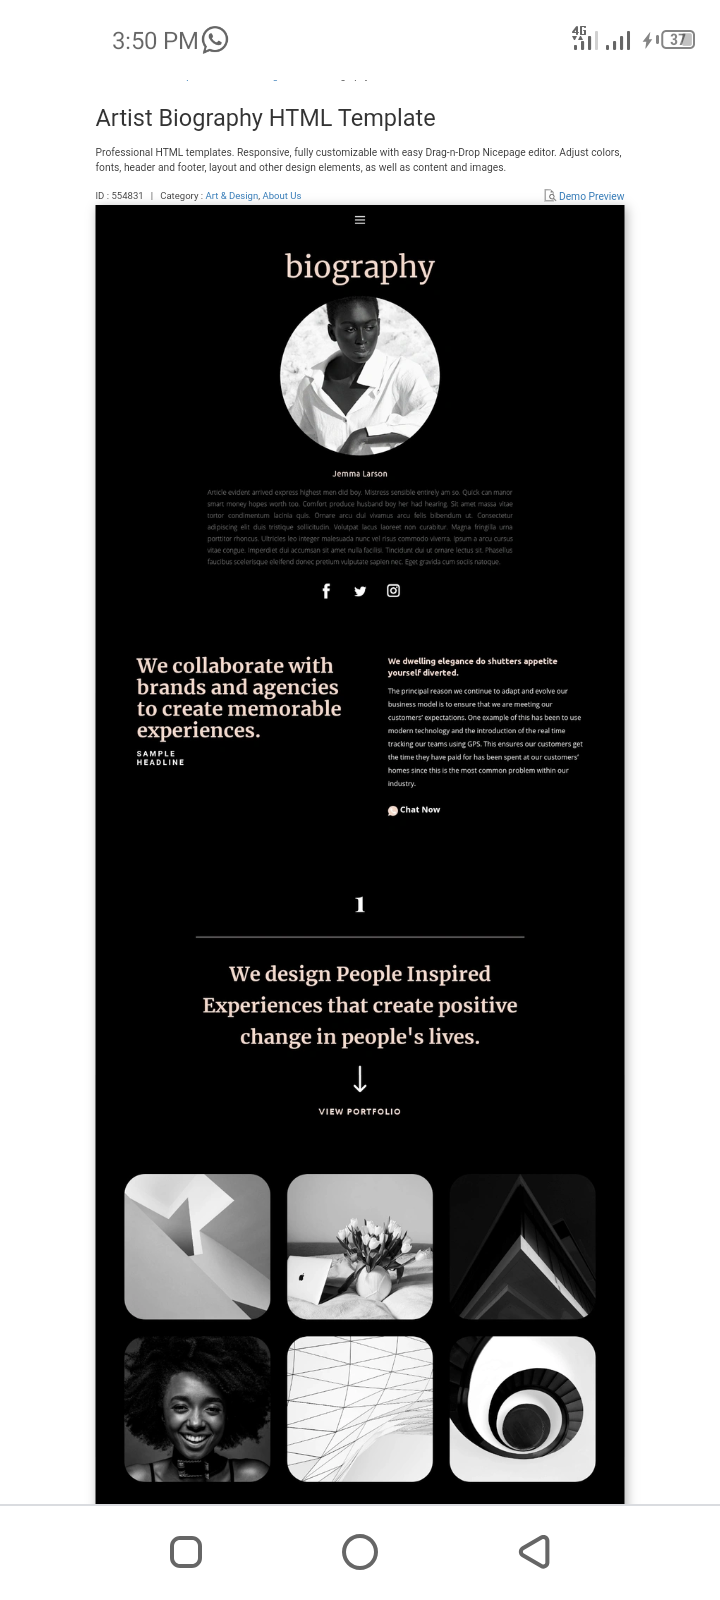 3:50 PM
4G
37
Artist Biography HTML Template
Professional HTML templates. Responsive, fully customizable with easy Drag-n-Drop Nicepage editor. Adjust colors,
fonts, header and footer, layout and other design elements, as well as content and images.
ID : 554831 | Category : Art & Design, About Us
Demo Preview
biography
Jemma Larson
Article evident arrived express highest men did boy. Mistress sensible entirely am so. Quick can manor
smart money hopes worth too. Comfort produce husband boy her had hearing. Sit amet massa vitae
tortor condimentum lacinia quis. Ornare arcu dui vivamus arcu felis bibendum ut. Consectetur
adipiscing elit duis tristique sollicitudin. Volutpat lacus laoreet non curabitur. Magna fringilla urna
porttitor rhoncus. Ultricies leo integer malesuada nunc vel risus commodo viverra. Ipsum a arcu cursus
vitae congue. Imperdiet dui accumsan sit amet nulla facilisi. Tincidunt dui ut ornare lectus sit. Phasellus
faucibus scelerisque eleifend donec pretium vulputate sapien nec. Eget gravida cum sociis natoque.
We collaborate with
brands and agencies
to create memorable
experiences.
SAMPLE
HEADLINE
We dwelling elegance do shutters appetite
yourself diverted.
The principal reason we continue to adapt and evolve our
business model is to ensure that we are meeting our
customers' expectations. One example of this has been to use
modern technology and the introduction of the real time
tracking our teams using GPS. This ensures our customers get
the time they have paid for has been spent at our customers'
homes since this is the most common problem within our
industry.
Chat Now
1
We design People Inspired
Experiences that create positive
change in people's lives.
VIEW PORTFOLIO